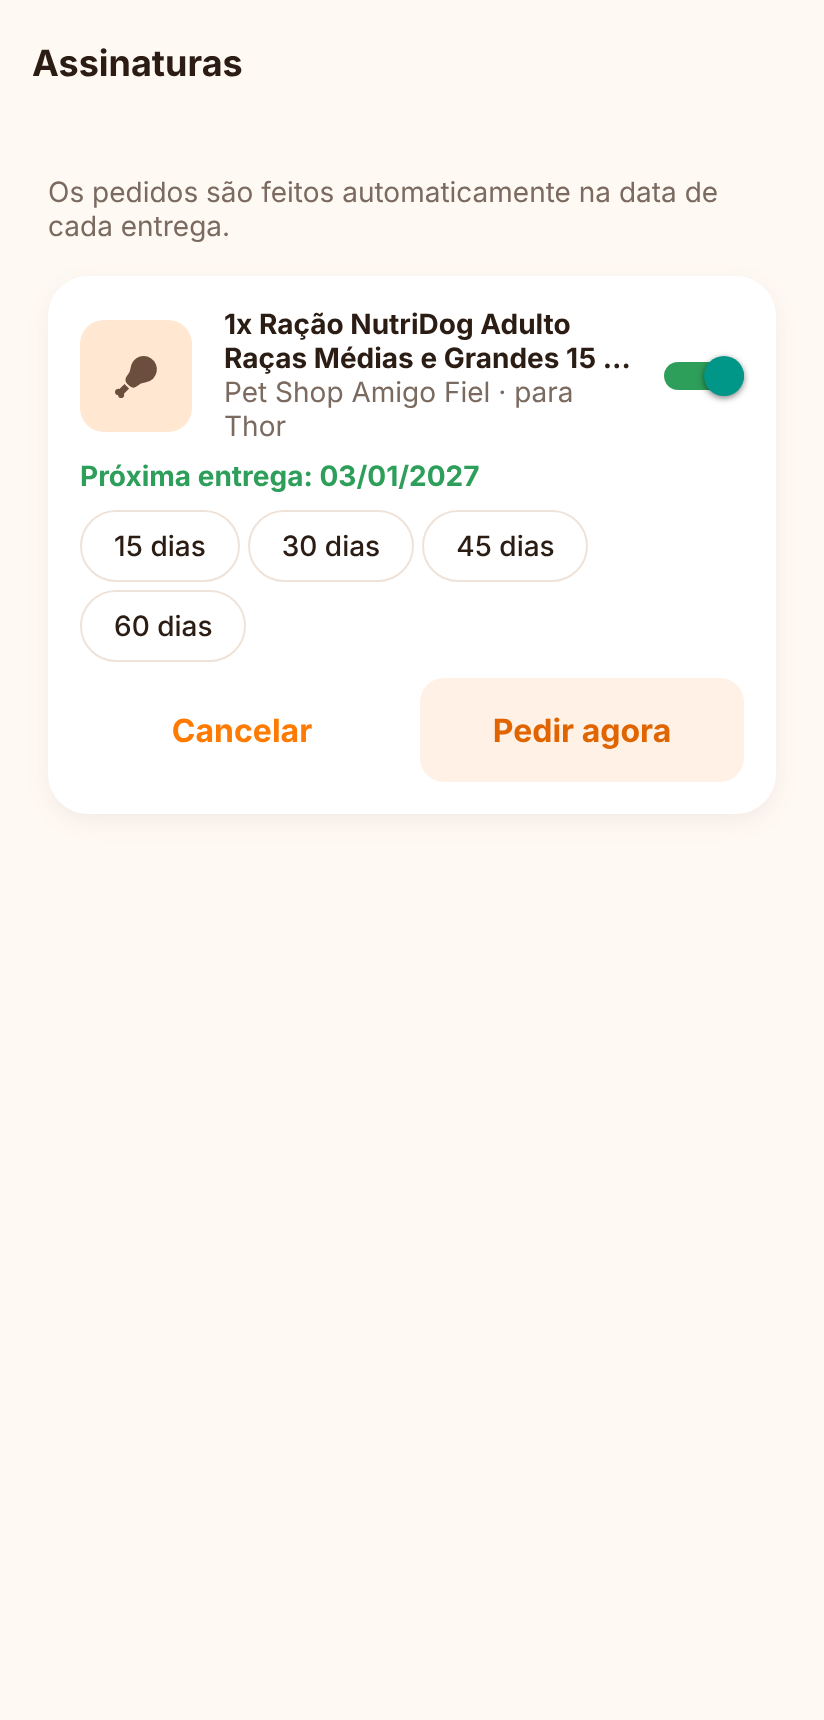 Assinaturas
Os pedidos são feitos automaticamente na data de
cada entrega.
1x Ração NutriDog Adulto
Raças Médias e Grandes 15 ...
Pet Shop Amigo Fiel · para
Thor
Próxima entrega: 03/01/2027
15 dias
30 dias
45 dias
60 dias
Cancelar
Pedir agora